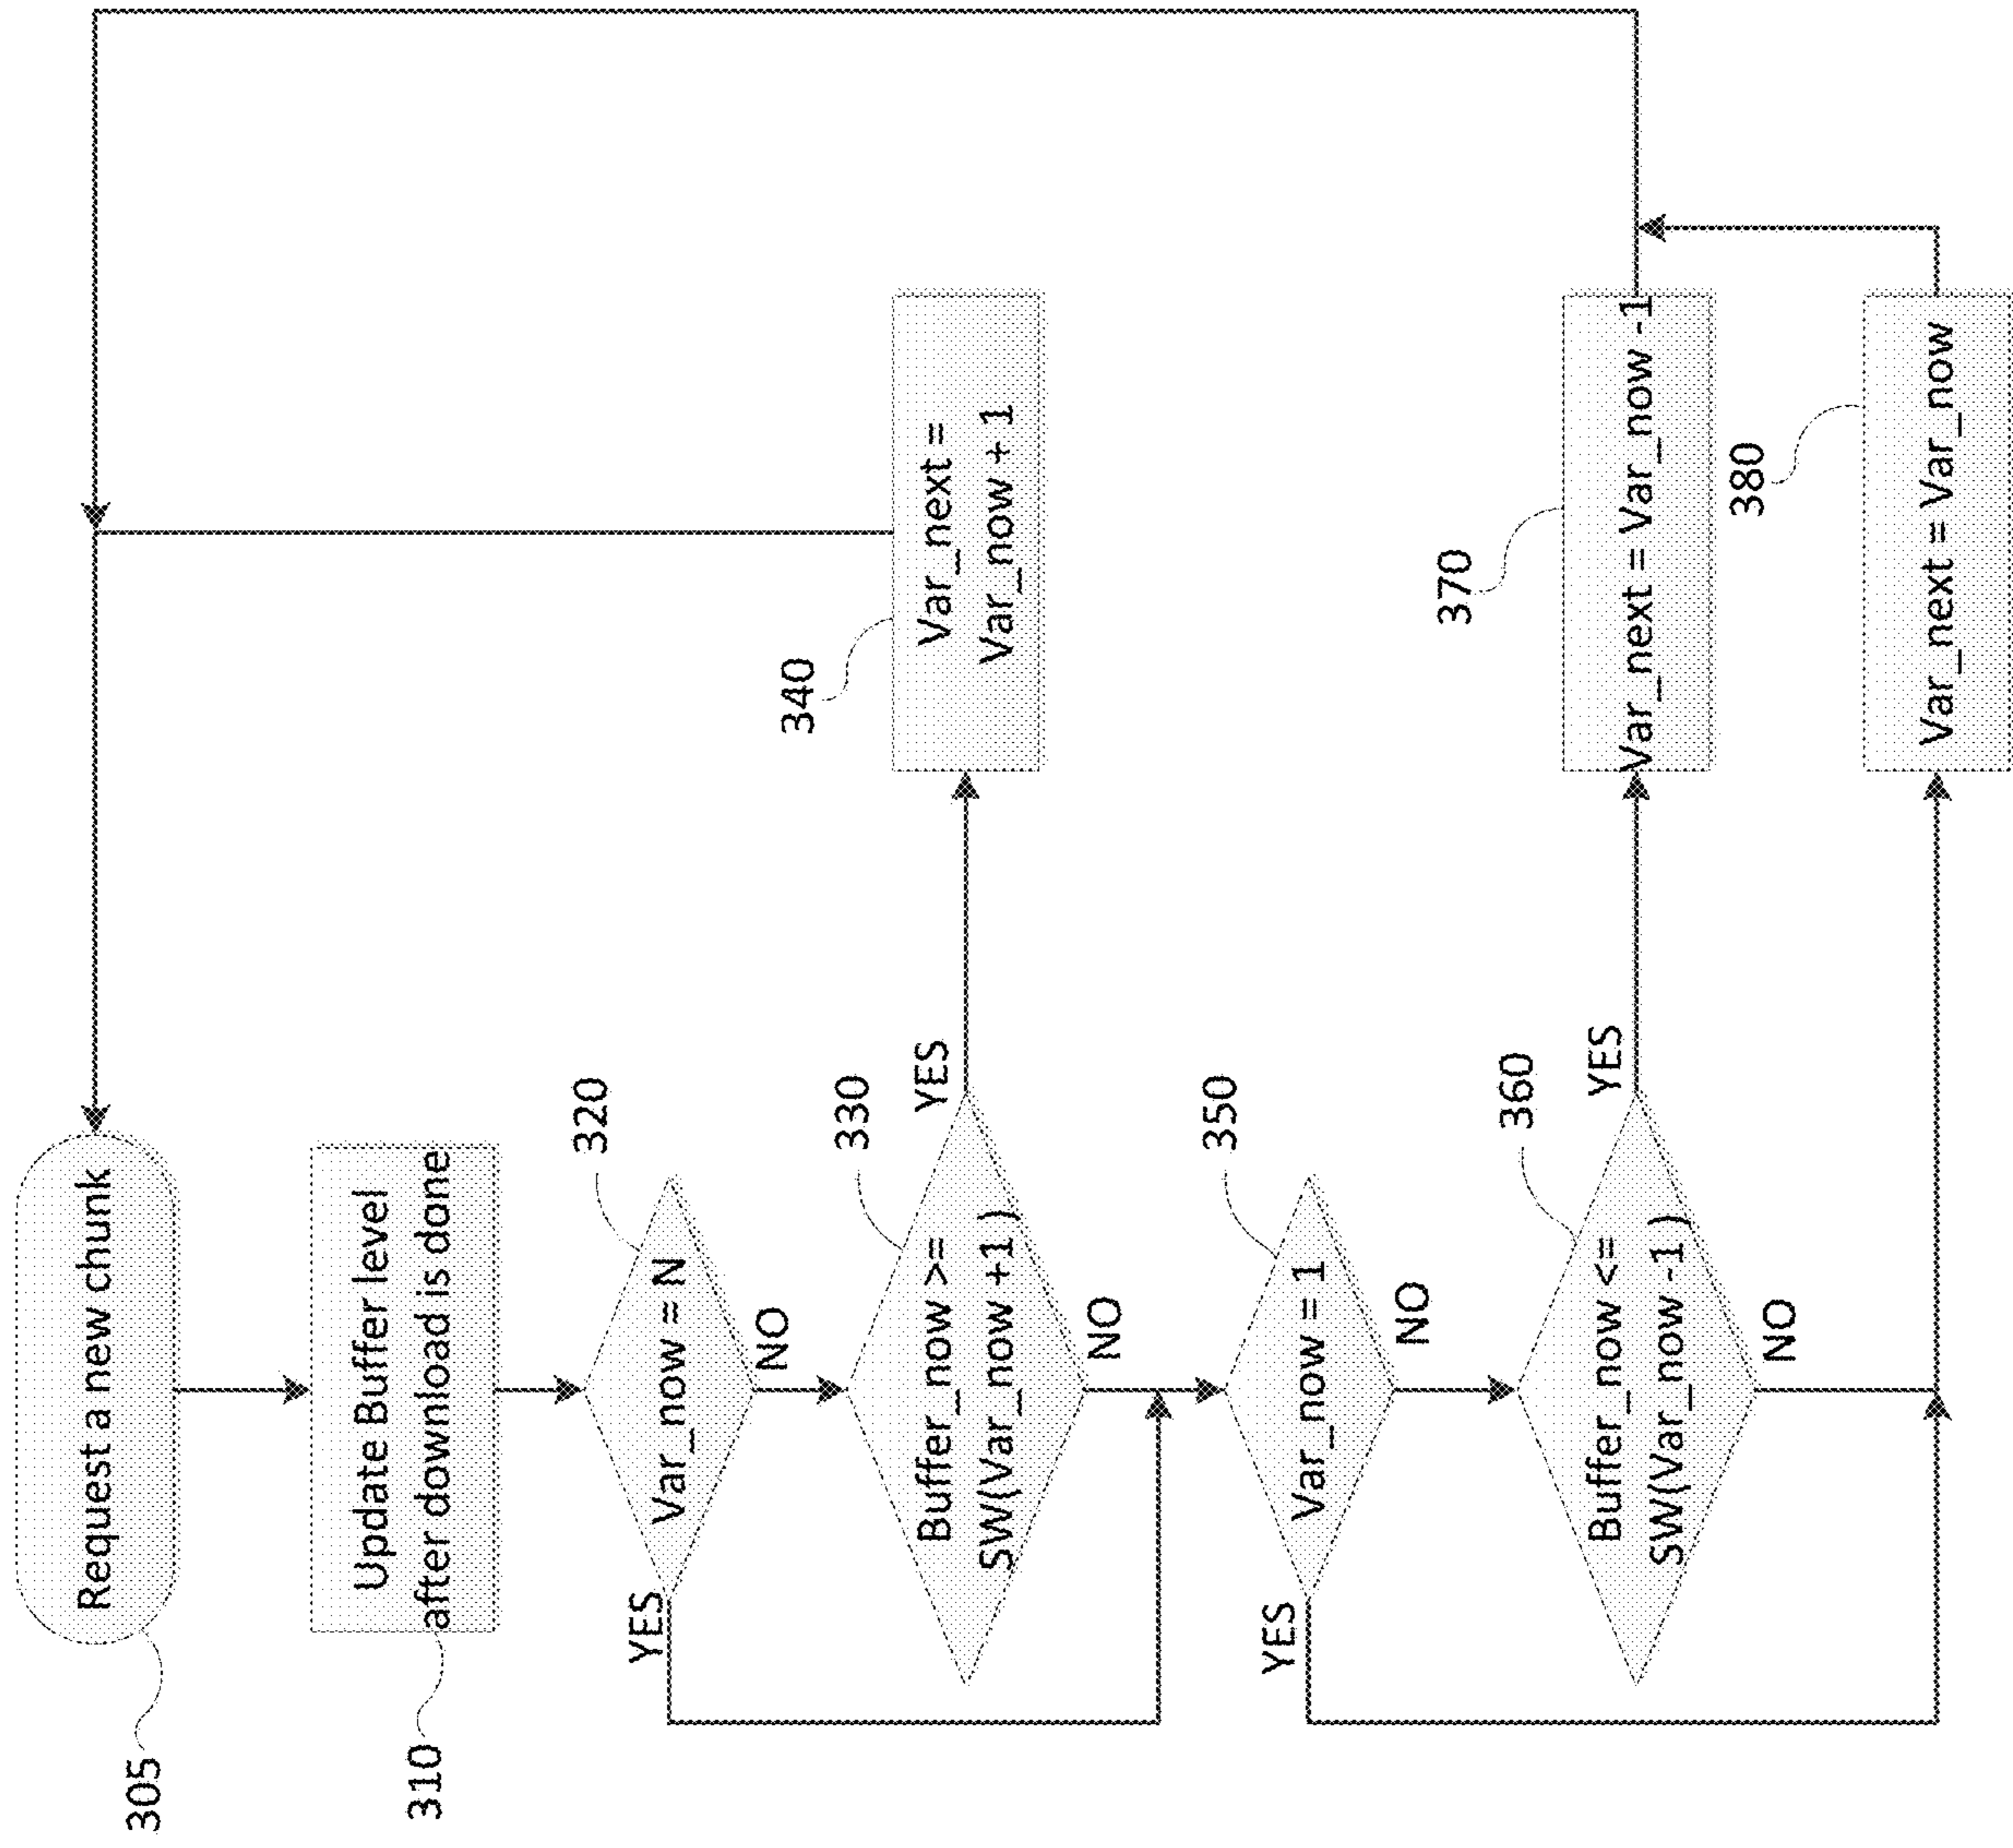 Request a new chunk
305
Update Buffer level
after download is done
310
Var_now = N
320
YES
NO
Buffer_now >=
SW(Var_now +1 )
330
YES
NO
Var_next =
Var_now + 1
340
Var_now = 1
350
YES
NO
Buffer_now <=
SW(Var_now -1 )
360
YES
NO
Var_next = Var_now -1
370
Var_next = Var_now
380